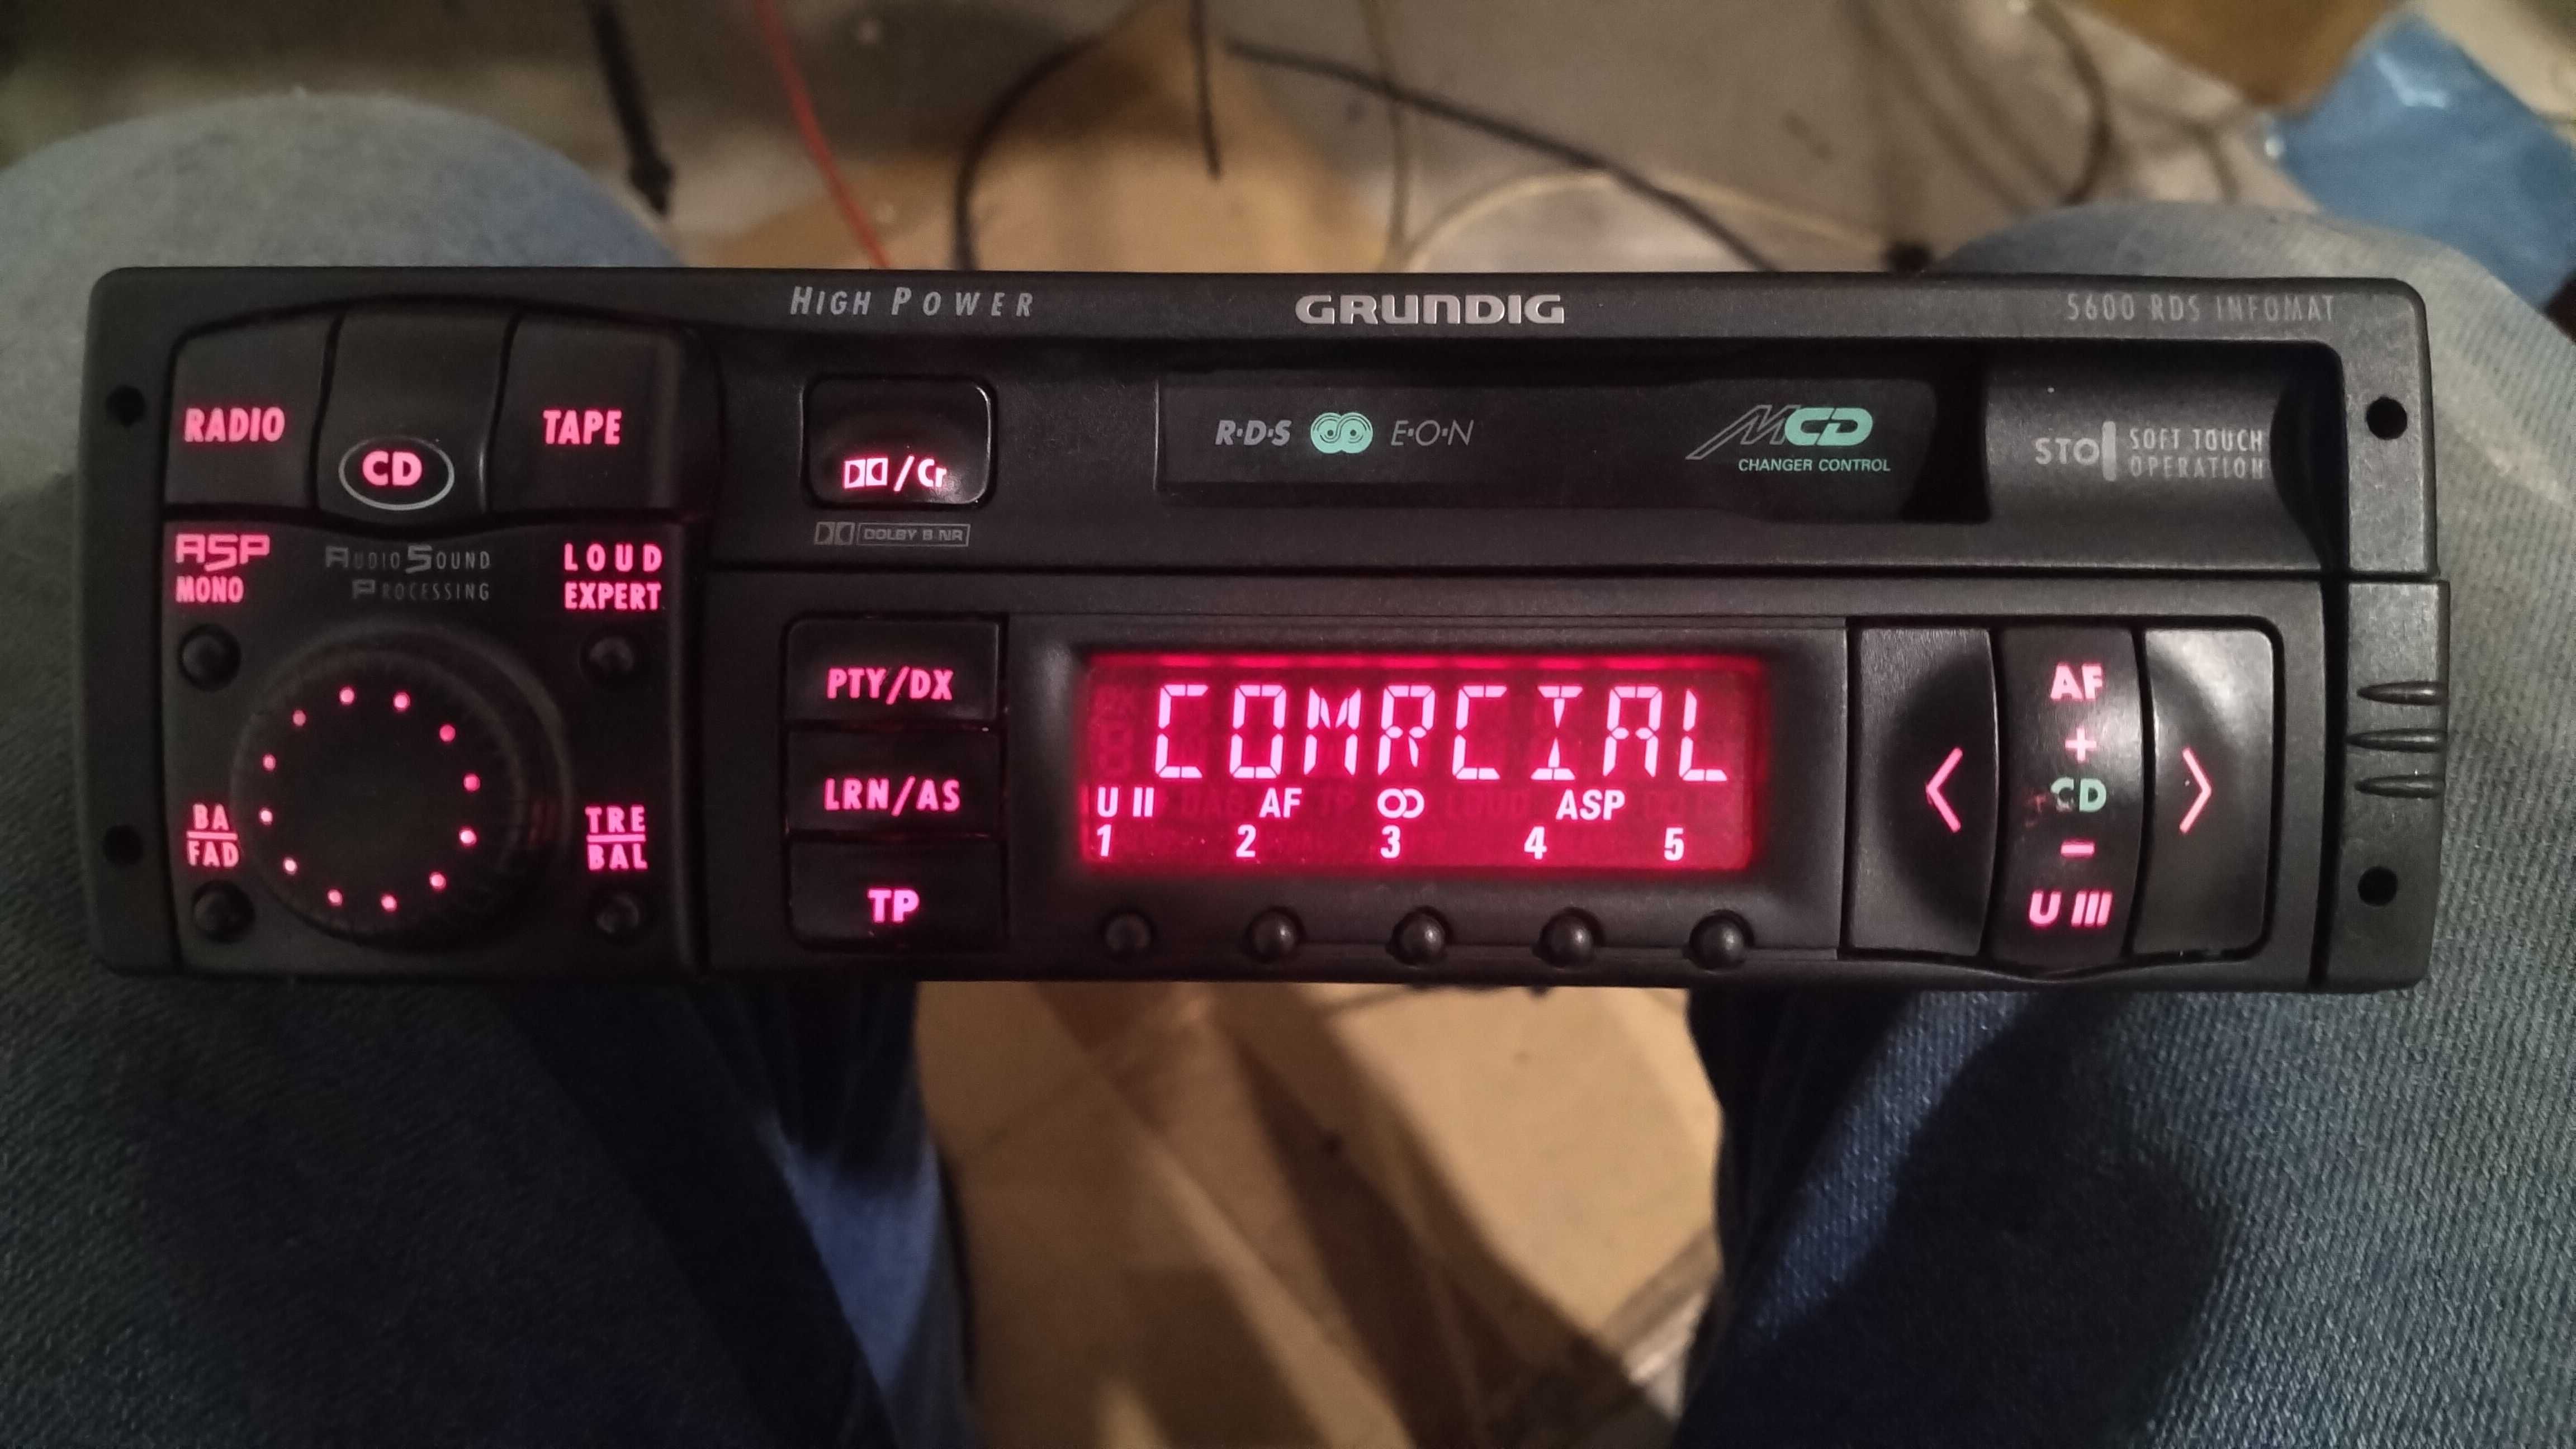 HIGH POWER
GRUNDIG
5600 RDS INFOMAT
RADIO
CD
TAPE
/Cr
DOLBY B NR
R·D·S E·O·N
MCD
CHANGER CONTROL
SOFT TOUCH
OPERATION
ASP
MONO
AUDIO SOUND
PROCESSING
LOUD
EXPERT
BA
FAD
TRE
BAL
PTY/DX
LRN/AS
TP
COMRCIAL
U II AF ASP
1 2 3 4 5
<
AF
+
CD
-
U III
>